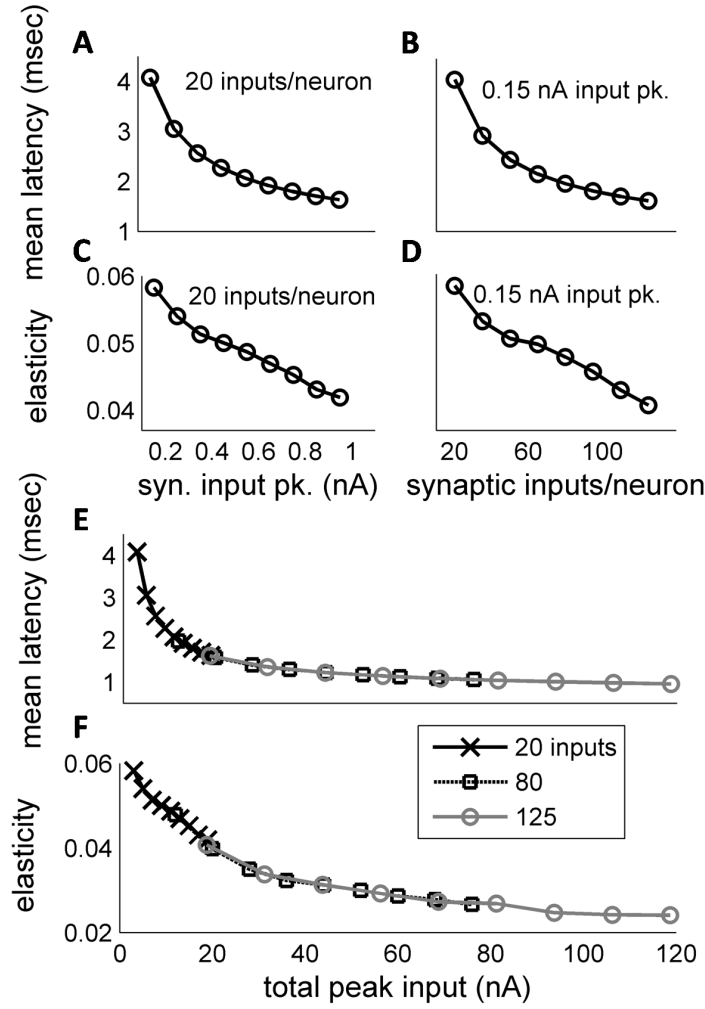 A
B
mean latency (msec)
20 inputs/neuron
0.15 nA input pk.
4
3
2
1
C
D
elasticity
20 inputs/neuron
0.15 nA input pk.
0.06
0.05
0.04
0.2 0.4 0.6 0.8 1
20 60 100
syn. input pk. (nA)
synaptic inputs/neuron
E
mean latency (msec)
4
3
2
1
F
elasticity
20 inputs
80
125
0.06
0.04
0.02
0 20 40 60 80 100 120
total peak input (nA)